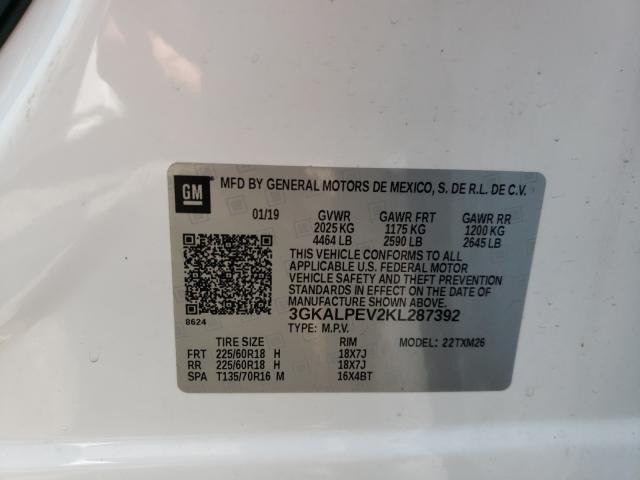 GM MFD BY GENERAL MOTORS DE MEXICO, S. DE R.L. DE C.V.
01/19 GVWR GAWR FRT GAWR RR
2025 KG 1175 KG 1200 KG
4464 LB 2590 LB 2645 LB
THIS VEHICLE CONFORMS TO ALL
APPLICABLE U.S. FEDERAL MOTOR
VEHICLE SAFETY AND THEFT PREVENTION
STANDARDS IN EFFECT ON THE DATE OF
MANUFACTURE SHOWN ABOVE.
8624 3GKALPEV2KL287392
TYPE: M.P.V. MODEL: 22TXM26
TIRE SIZE RIM
FRT 225/60R18 H 18X7J
RR 225/60R18 H 18X7J
SPA T135/70R16 M 16X4BT